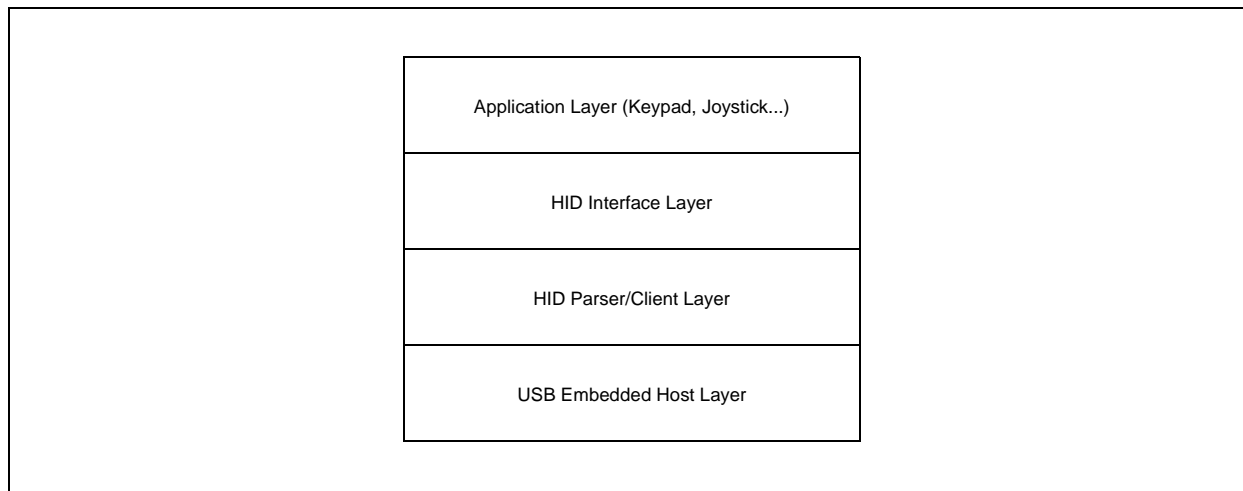 Application Layer (Keypad, Joystick...)
HID Interface Layer
HID Parser/Client Layer
USB Embedded Host Layer